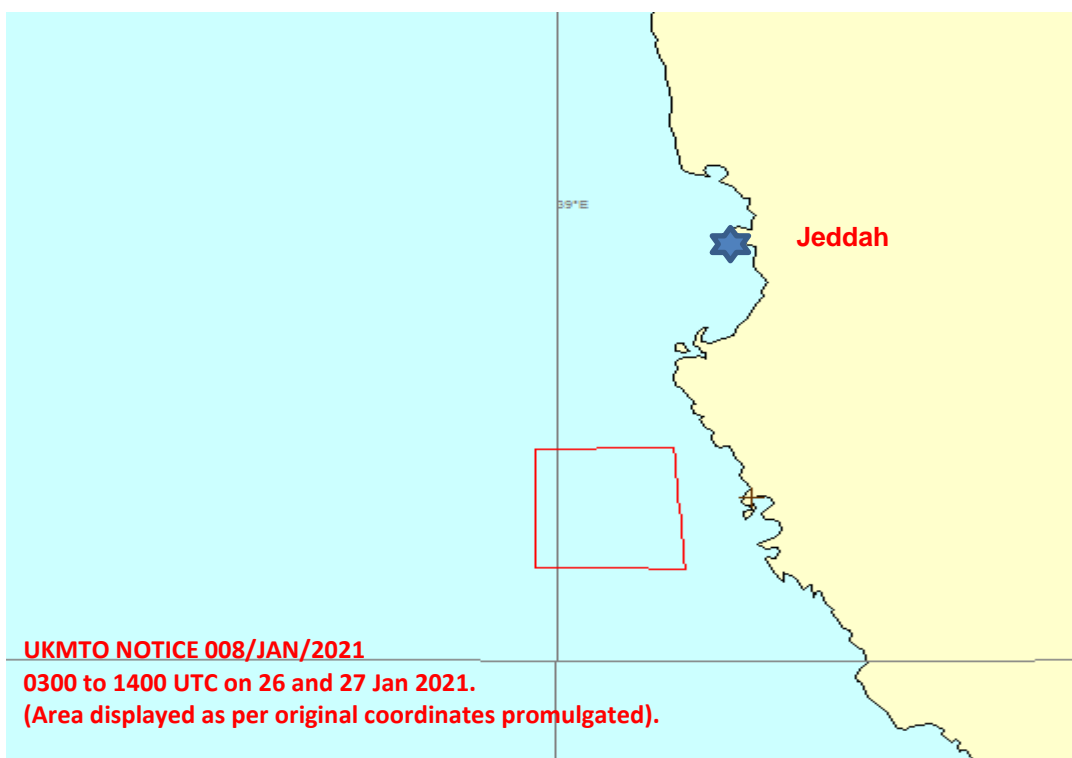 39°E
Jeddah
UKMTO NOTICE 008/JAN/2021
0300 to 1400 UTC on 26 and 27 Jan 2021.
(Area displayed as per original coordinates promulgated).